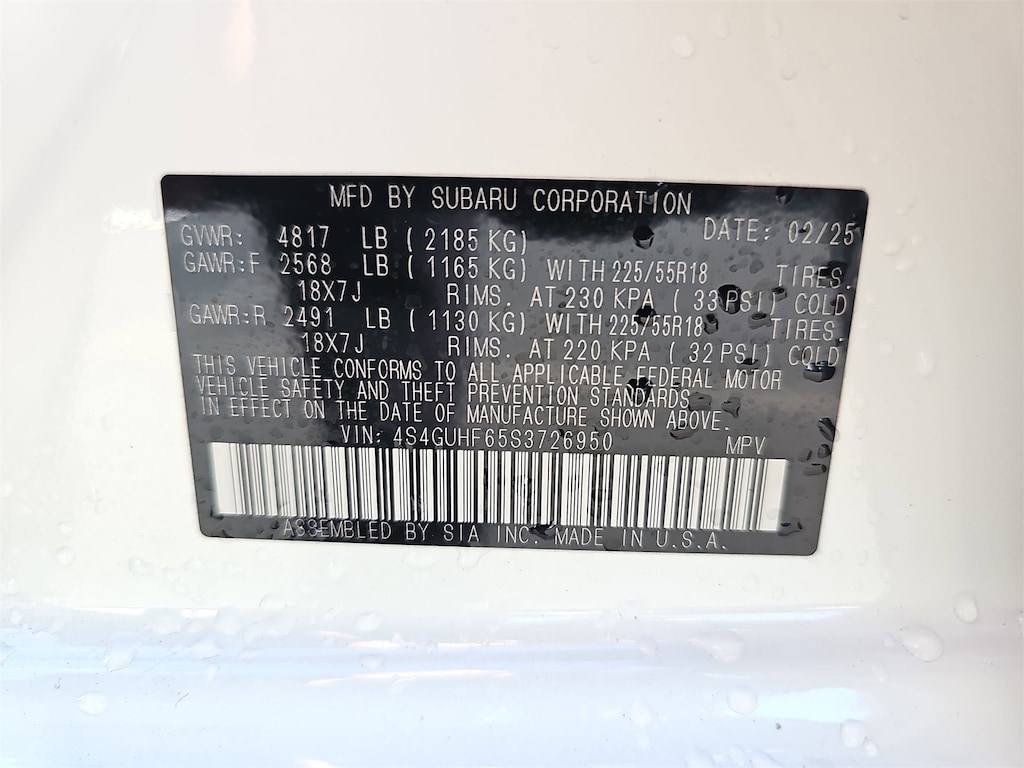 MFD BY SUBARU CORPORATION
GVWR: 4817 LB ( 2185 KG) DATE: 02/25
GAWR:F 2568 LB ( 1165 KG) WITH 225/55R18 TIRES.
18X7J RIMS. AT 230 KPA ( 33 PSI) COLD
GAWR:R 2491 LB ( 1130 KG) WITH 225/55R18 TIRES.
18X7J RIMS. AT 220 KPA ( 32 PSI) COLD
THIS VEHICLE CONFORMS TO ALL APPLICABLE FEDERAL MOTOR
VEHICLE SAFETY AND THEFT PREVENTION STANDARDS
IN EFFECT ON THE DATE OF MANUFACTURE SHOWN ABOVE.
VIN: 4S4GUHF65S3726950 MPV
ASSEMBLED BY SIA INC. MADE IN U.S.A.